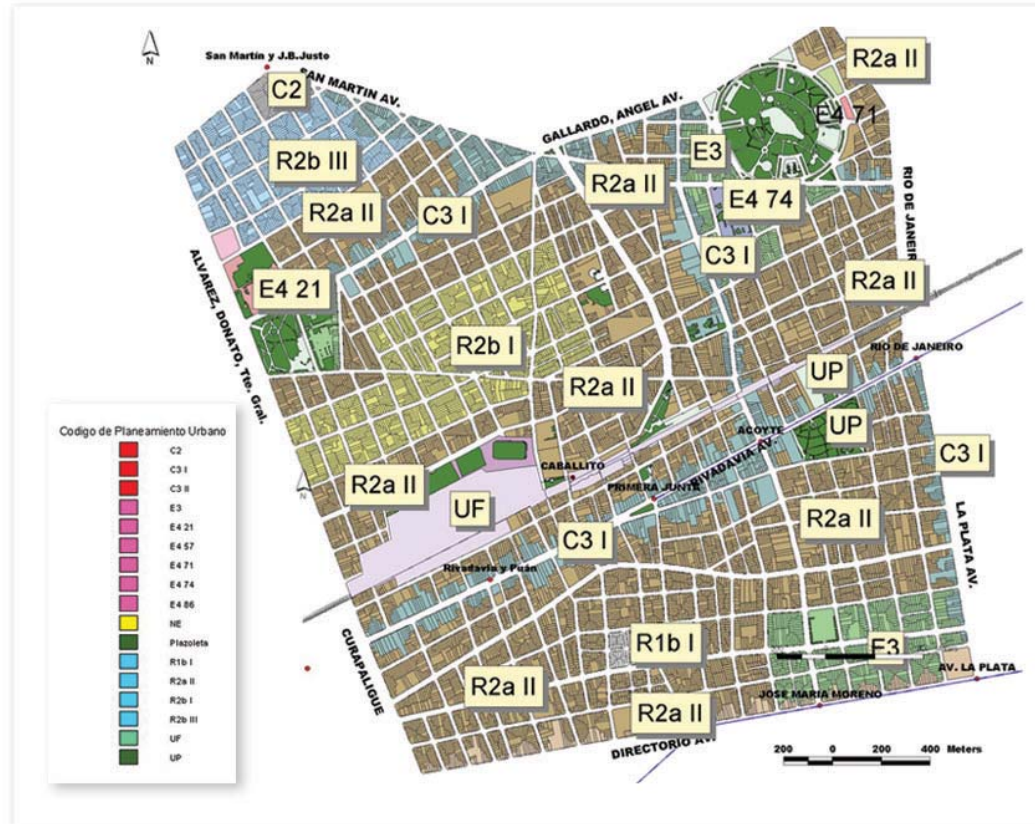 N
San Martín y J.B.Justo
SAN MARTIN AV.
C2
R2a II
E4 71
GALLARDO, ANGEL AV.
E3
R2b III
R2a II
R2a II
E4 74
RIO DE JANEIR
C3 I
C3 I
ALVAREZ, DONATO, Tte. Gral.
E4 21
R2a II
R2b I
RIO DE JANEIRO
UP
R2a II
UP
ACOYTE
RIVADAVIA AV.
C3 I
CABALLITO
PRIMERA JUNTA
R2a II
N
UF
R2a II
C3 I
LA PLATA AV.
Rivadavia y Puán
CURAPALIGUE
R1b I
E3
AV. LA PLATA
R2a II
JOSE MARIA MORENO
R2a II
DIRECTORIO AV.
200 0 200 400 Meters
Codigo de Planeamiento Urbano
C2
C3 I
C3 II
E3
E4 21
E4 57
E4 71
E4 74
E4 86
NE
Plazoleta
R1b I
R2a II
R2b I
R2b III
UF
UP